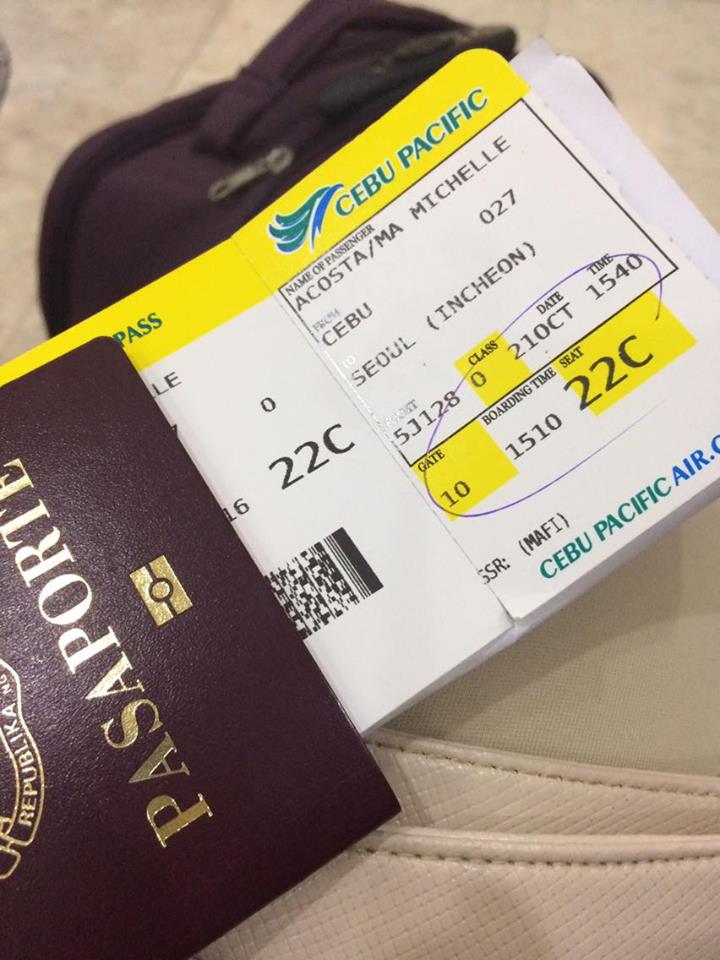 CEBU PACIFIC
NAME OF PASSENGER
ACOSTA/MA MICHELLE
027
FROM
CEBU
TO
SEOUL (INCHEON)
CLASS DATE TIME
5J128 O 21OCT 1540
GATE BOARDING TIME SEAT
10 1510 22C
SSR: (MAFI)
CEBU PACIFIC AIR.C
PASS
LE
0
22C
16
PASAPORTE
REPUBLIKA NG